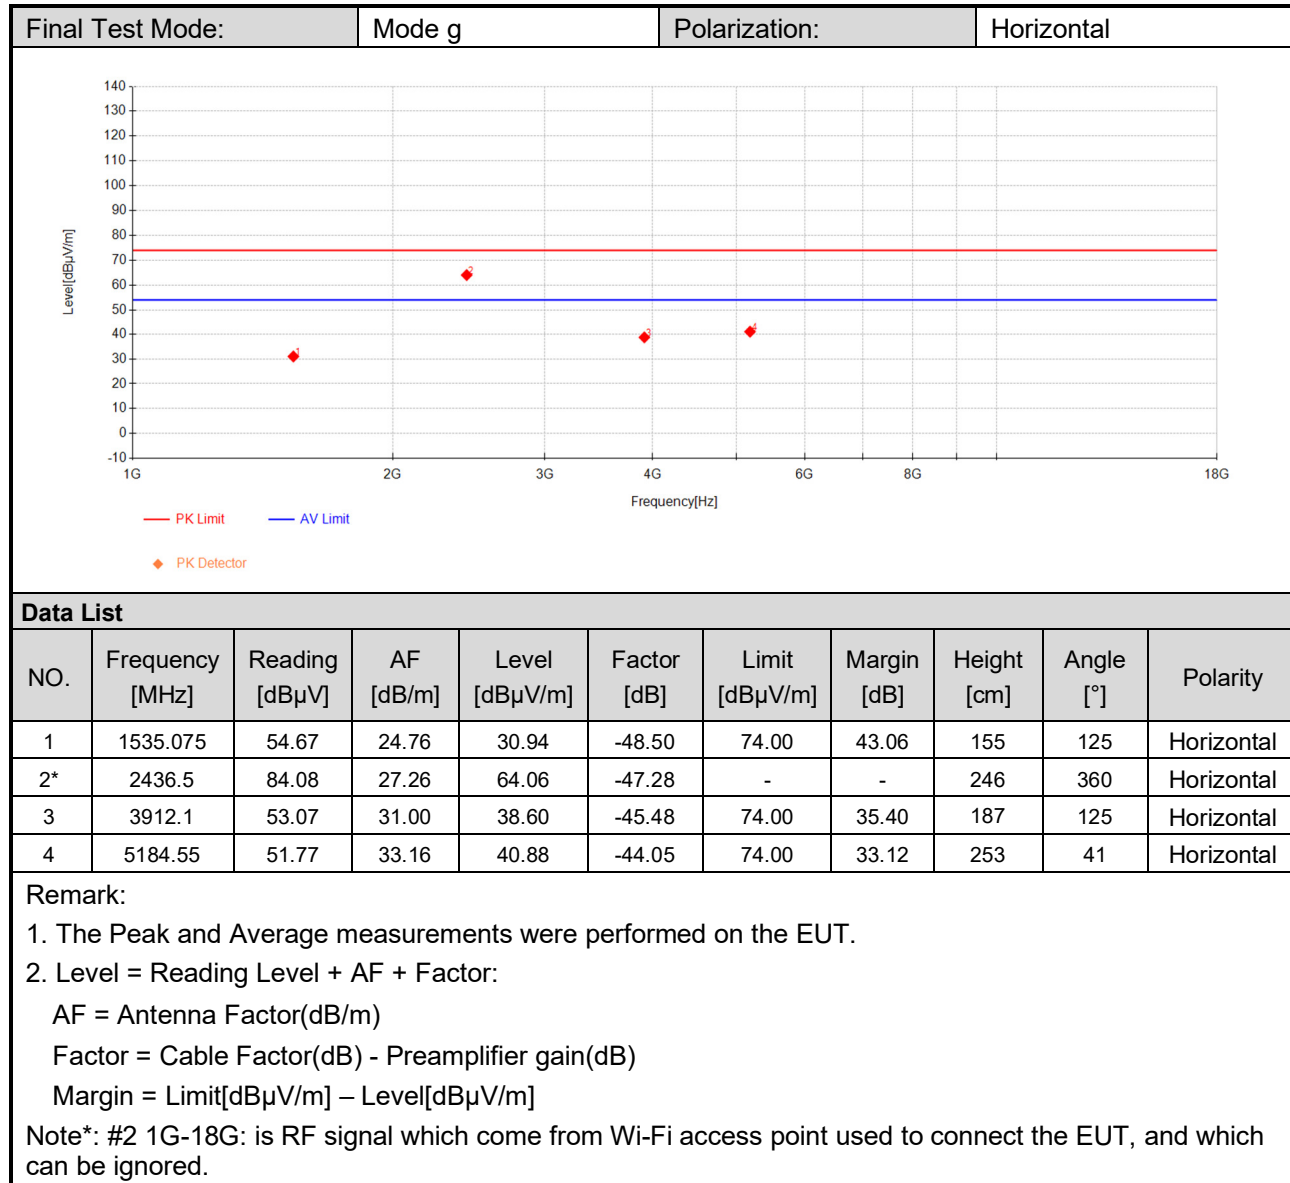 Final Test Mode: Mode g Polarization: Horizontal
140
130
120
110
100
90
80
70
60
50
40
30
20
10
0
-10
Level[dBµV/m]
1
2
3
4
1G 2G 3G 4G 6G 8G 18G
Frequency[Hz]
PK Limit AV Limit
PK Detector
Data List
NO. Frequency [MHz] Reading [dBµV] AF [dB/m] Level [dBµV/m] Factor [dB] Limit [dBµV/m] Margin [dB] Height [cm] Angle [°] Polarity
1 1535.075 54.67 24.76 30.94 -48.50 74.00 43.06 155 125 Horizontal
2* 2436.5 84.08 27.26 64.06 -47.28 - - 246 360 Horizontal
3 3912.1 53.07 31.00 38.60 -45.48 74.00 35.40 187 125 Horizontal
4 5184.55 51.77 33.16 40.88 -44.05 74.00 33.12 253 41 Horizontal
Remark:
1. The Peak and Average measurements were performed on the EUT.
2. Level = Reading Level + AF + Factor:
AF = Antenna Factor(dB/m)
Factor = Cable Factor(dB) - Preamplifier gain(dB)
Margin = Limit[dBµV/m] – Level[dBµV/m]
Note*: #2 1G-18G: is RF signal which come from Wi-Fi access point used to connect the EUT, and which
can be ignored.